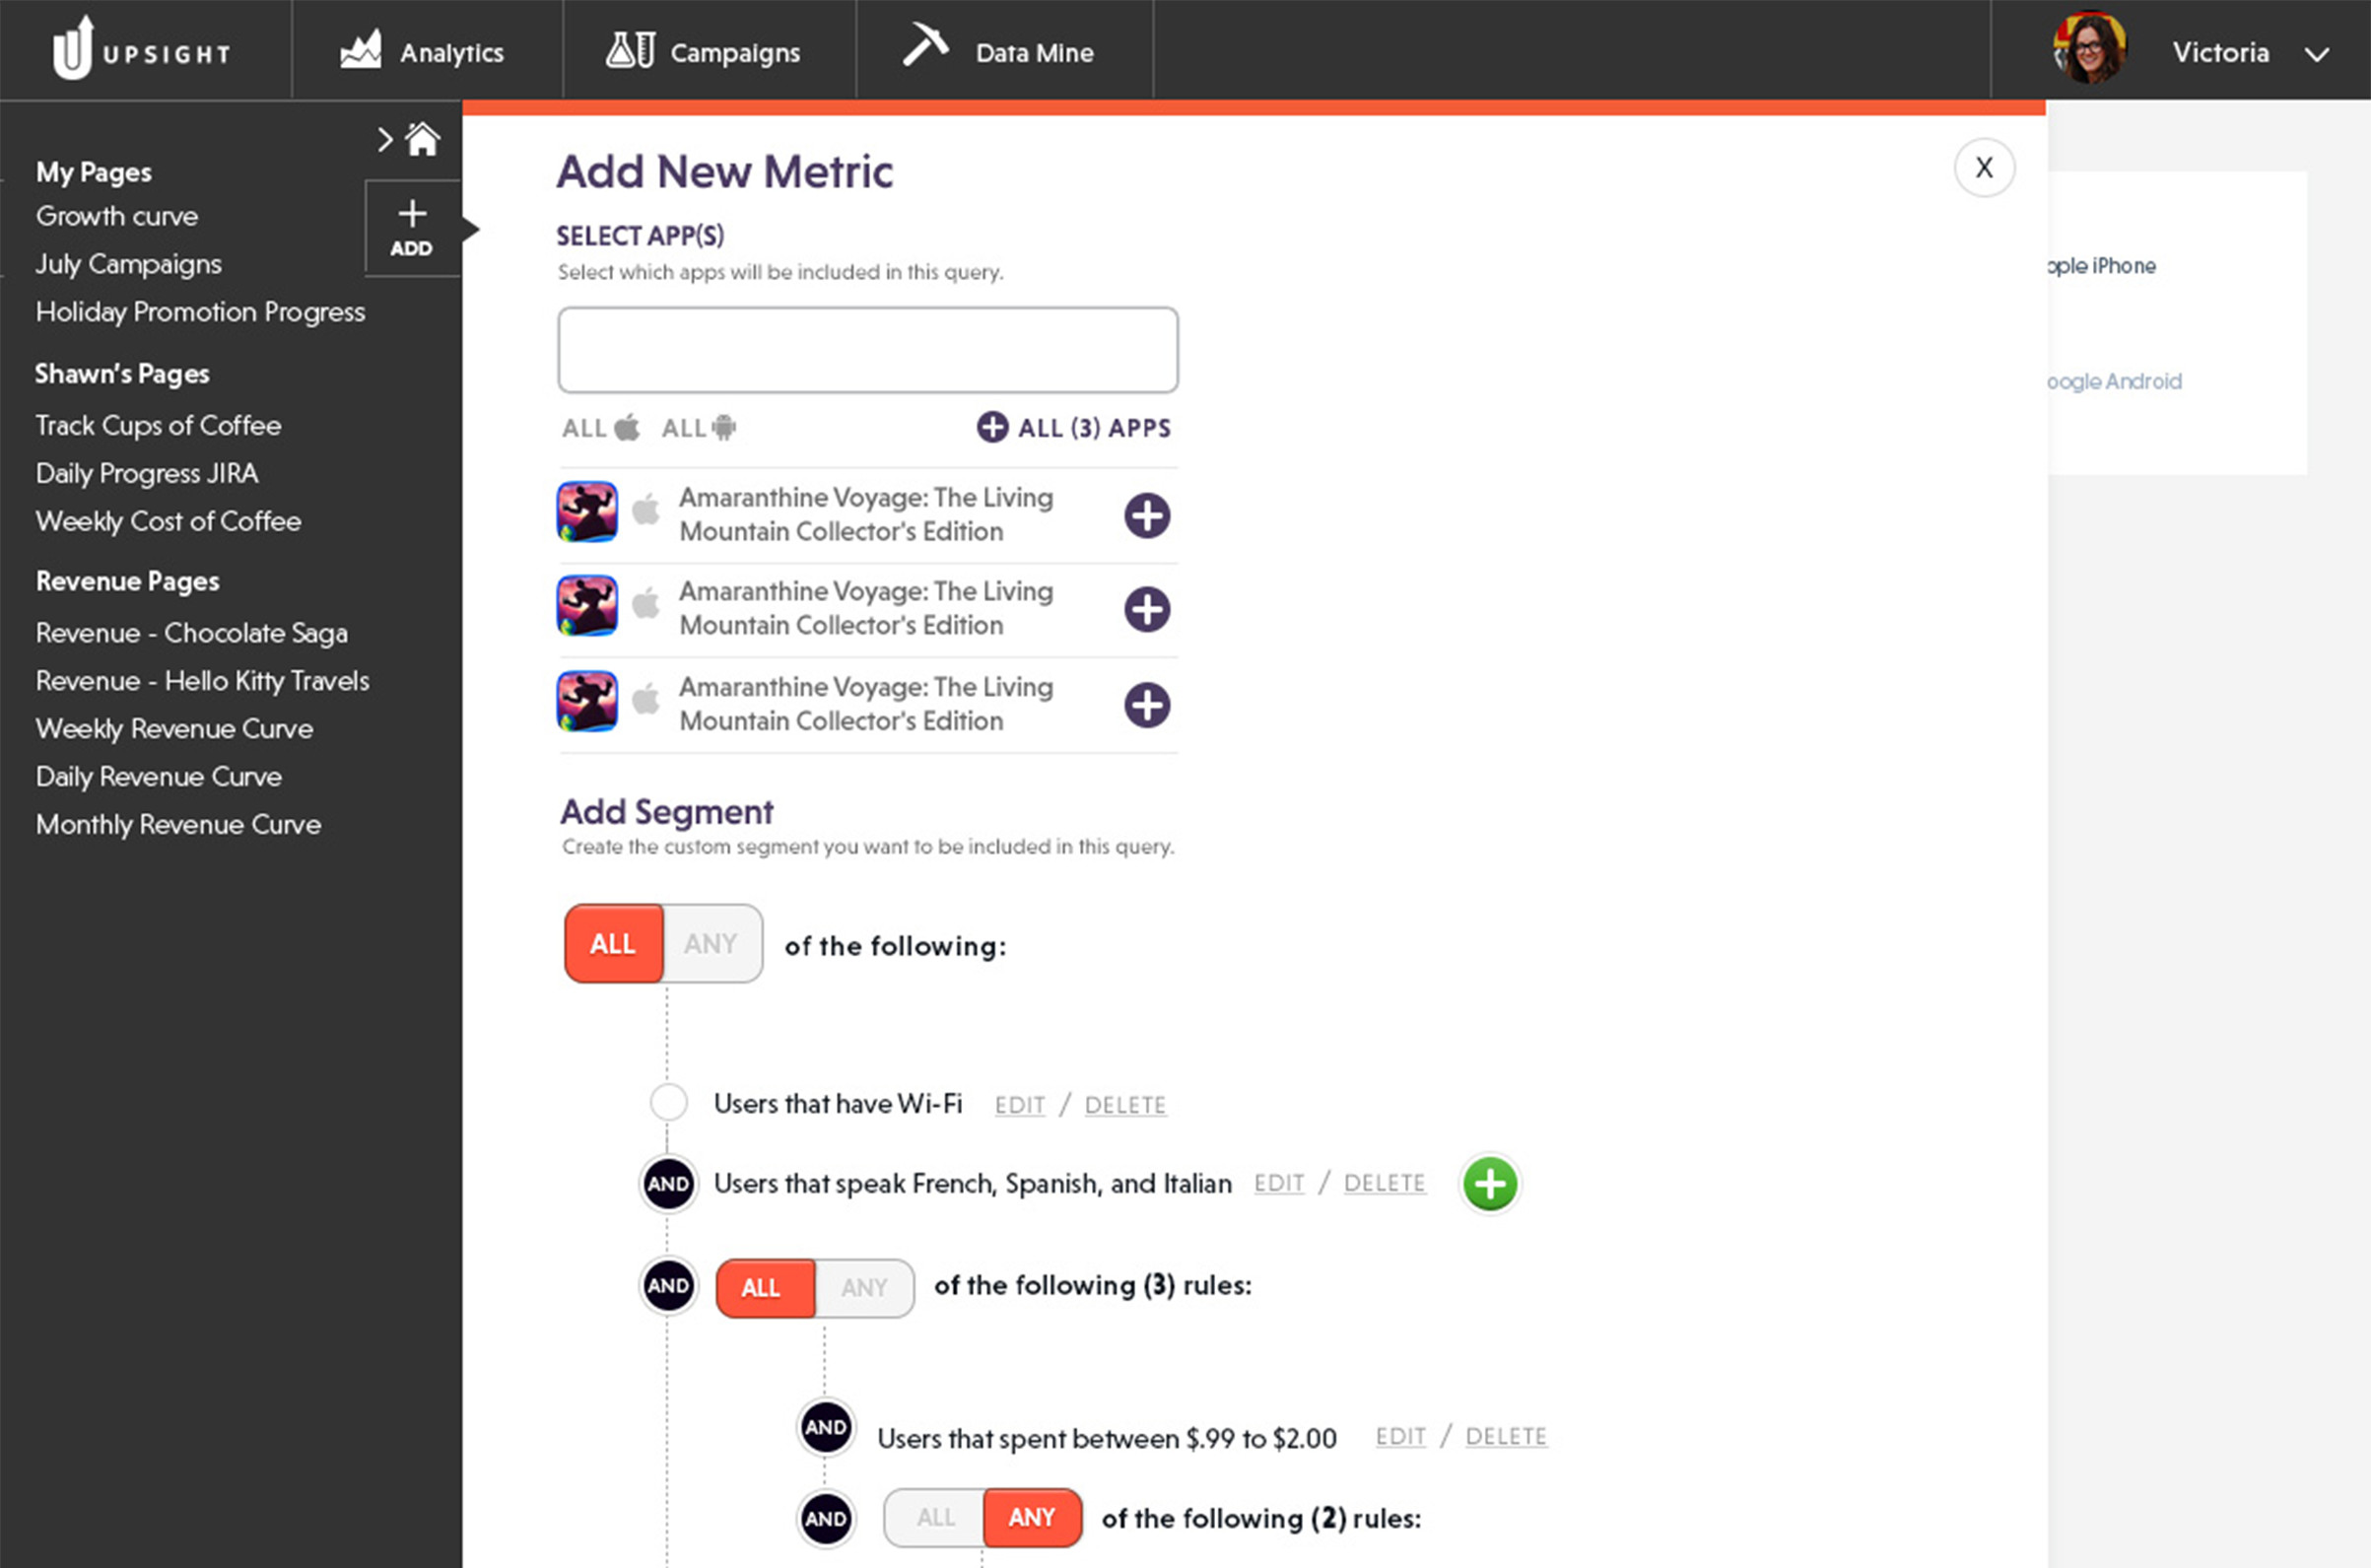 UPSIGHT
Analytics
Campaigns
Data Mine
Victoria
My Pages
Growth curve
July Campaigns
Holiday Promotion Progress
Shawn's Pages
Track Cups of Coffee
Daily Progress JIRA
Weekly Cost of Coffee
Revenue Pages
Revenue - Chocolate Saga
Revenue - Hello Kitty Travels
Weekly Revenue Curve
Daily Revenue Curve
Monthly Revenue Curve
ADD
Add New Metric
X
SELECT APP(S)
Select which apps will be included in this query.
ALL ALL ALL (3) APPS
Amaranthine Voyage: The Living
Mountain Collector's Edition
Amaranthine Voyage: The Living
Mountain Collector's Edition
Amaranthine Voyage: The Living
Mountain Collector's Edition
Add Segment
Create the custom segment you want to be included in this query.
ALL ANY of the following:
Users that have Wi-Fi EDIT / DELETE
AND Users that speak French, Spanish, and Italian EDIT / DELETE
AND ALL ANY of the following (3) rules:
AND Users that spent between $.99 to $2.00 EDIT / DELETE
AND ALL ANY of the following (2) rules:
pple iPhone
oogle Android